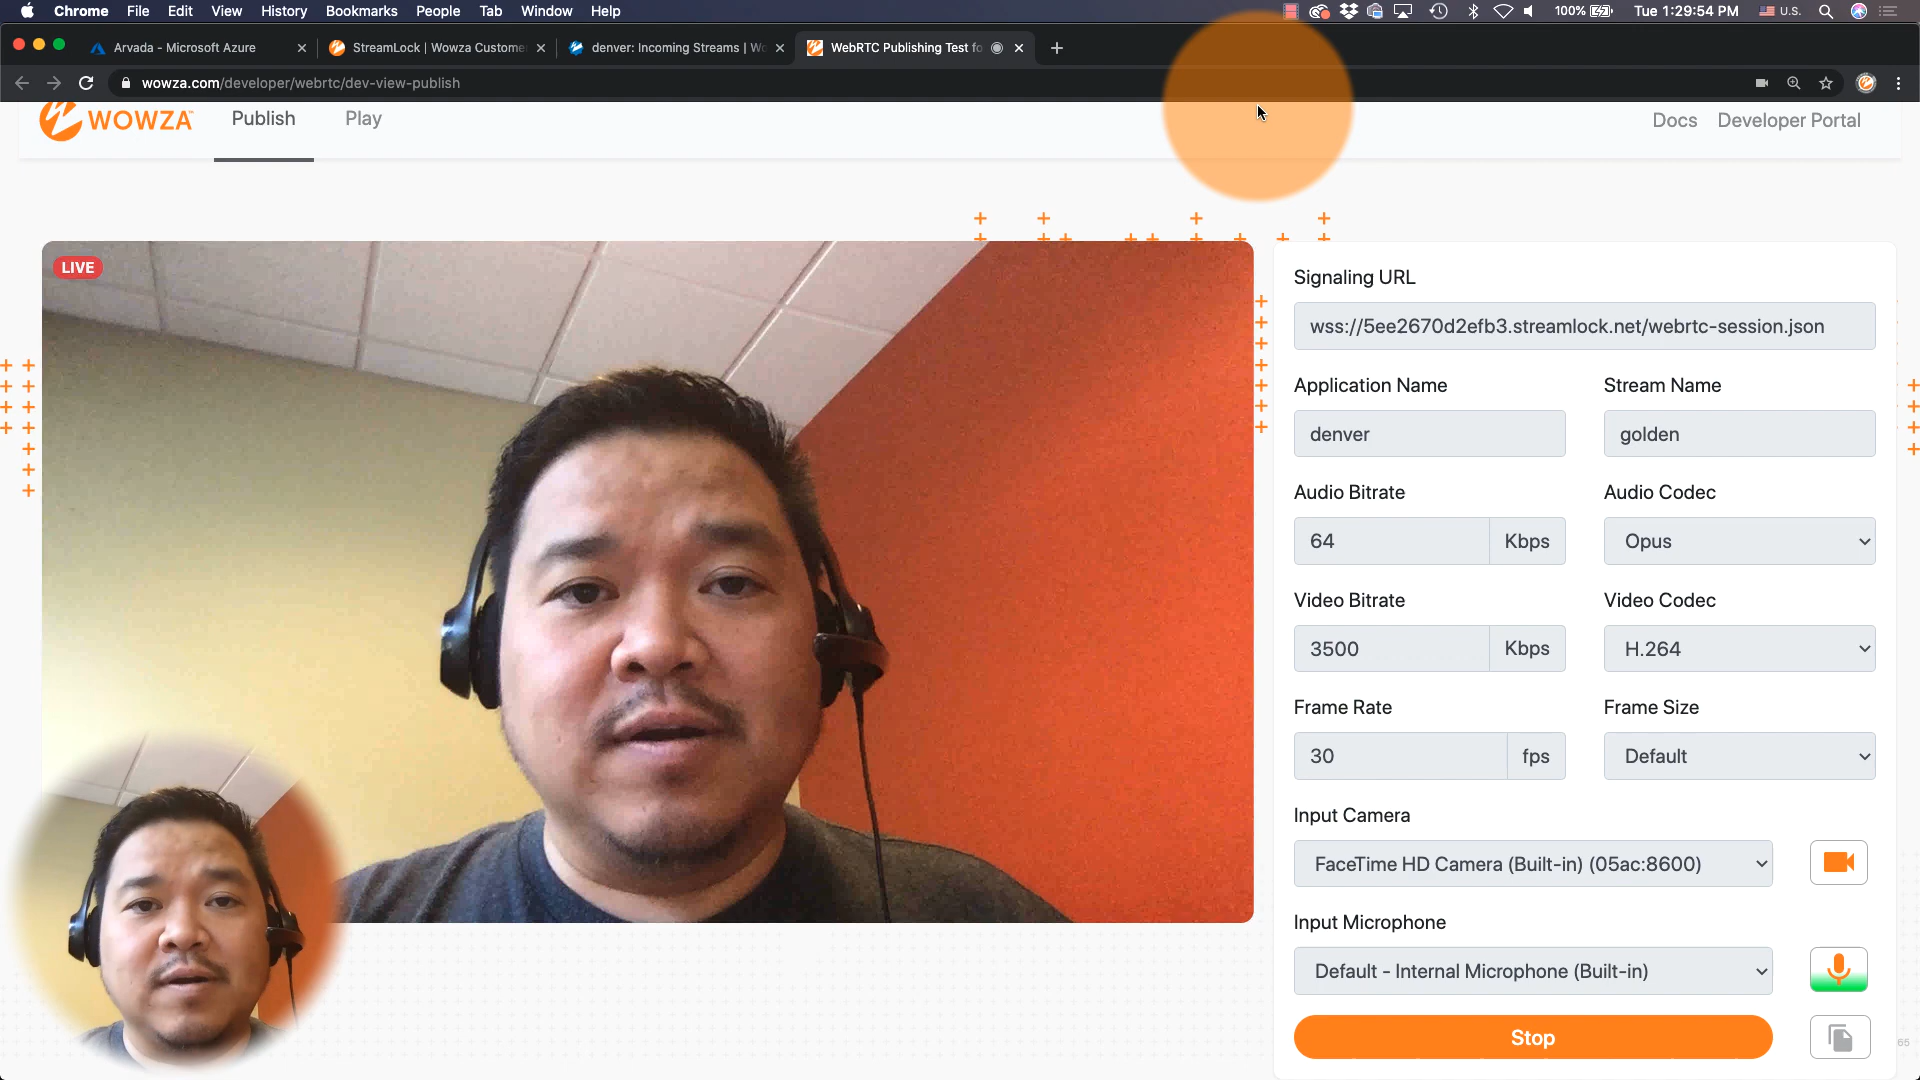 Chrome File Edit View History Bookmarks People Tab Window Help 100% Tue 1:29:54 PM U.S.
Arvada - Microsoft Azure StreamLock | Wowza Custome denver: Incoming Streams | Wo WebRTC Publishing Test fo
wowza.com/developer/webrtc/dev-view-publish
WOWZA Publish Play Docs Developer Portal
LIVE
Signaling URL
wss://5ee2670d2efb3.streamlock.net/webrtc-session.json
Application Name Stream Name
denver golden
Audio Bitrate Audio Codec
64 Kbps Opus
Video Bitrate Video Codec
3500 Kbps H.264
Frame Rate Frame Size
30 fps Default
Input Camera
FaceTime HD Camera (Built-in) (05ac:8600)
Input Microphone
Default - Internal Microphone (Built-in)
Stop
65